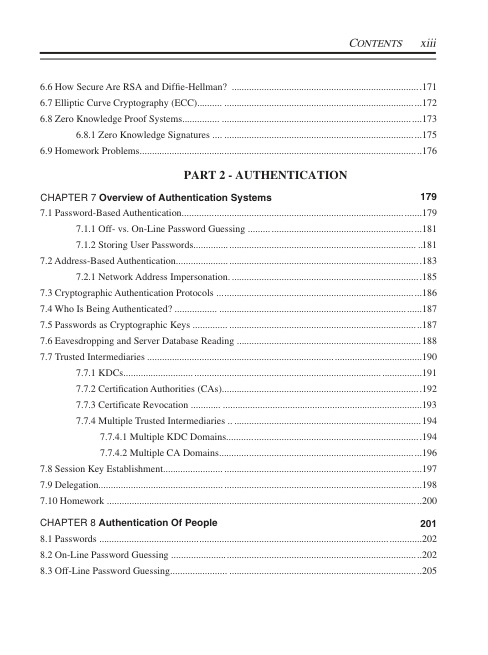 CONTENTS xiii
6.6 How Secure Are RSA and Diffie-Hellman? ........................................................................171
6.7 Elliptic Curve Cryptography (ECC)........................................................................172
6.8 Zero Knowledge Proof Systems........................................................................173
6.8.1 Zero Knowledge Signatures ........................................................................175
6.9 Homework Problems........................................................................176
PART 2 - AUTHENTICATION
CHAPTER 7 Overview of Authentication Systems 179
7.1 Password-Based Authentication........................................................................179
7.1.1 Off- vs. On-Line Password Guessing ........................................................................181
7.1.2 Storing User Passwords........................................................................181
7.2 Address-Based Authentication........................................................................183
7.2.1 Network Address Impersonation........................................................................185
7.3 Cryptographic Authentication Protocols ........................................................................186
7.4 Who Is Being Authenticated? ........................................................................187
7.5 Passwords as Cryptographic Keys ........................................................................187
7.6 Eavesdropping and Server Database Reading ........................................................................188
7.7 Trusted Intermediaries ........................................................................190
7.7.1 KDCs........................................................................191
7.7.2 Certification Authorities (CAs)........................................................................192
7.7.3 Certificate Revocation ........................................................................193
7.7.4 Multiple Trusted Intermediaries ........................................................................194
7.7.4.1 Multiple KDC Domains........................................................................194
7.7.4.2 Multiple CA Domains........................................................................196
7.8 Session Key Establishment........................................................................197
7.9 Delegation........................................................................198
7.10 Homework ........................................................................200
CHAPTER 8 Authentication Of People 201
8.1 Passwords ........................................................................202
8.2 On-Line Password Guessing ........................................................................202
8.3 Off-Line Password Guessing........................................................................205